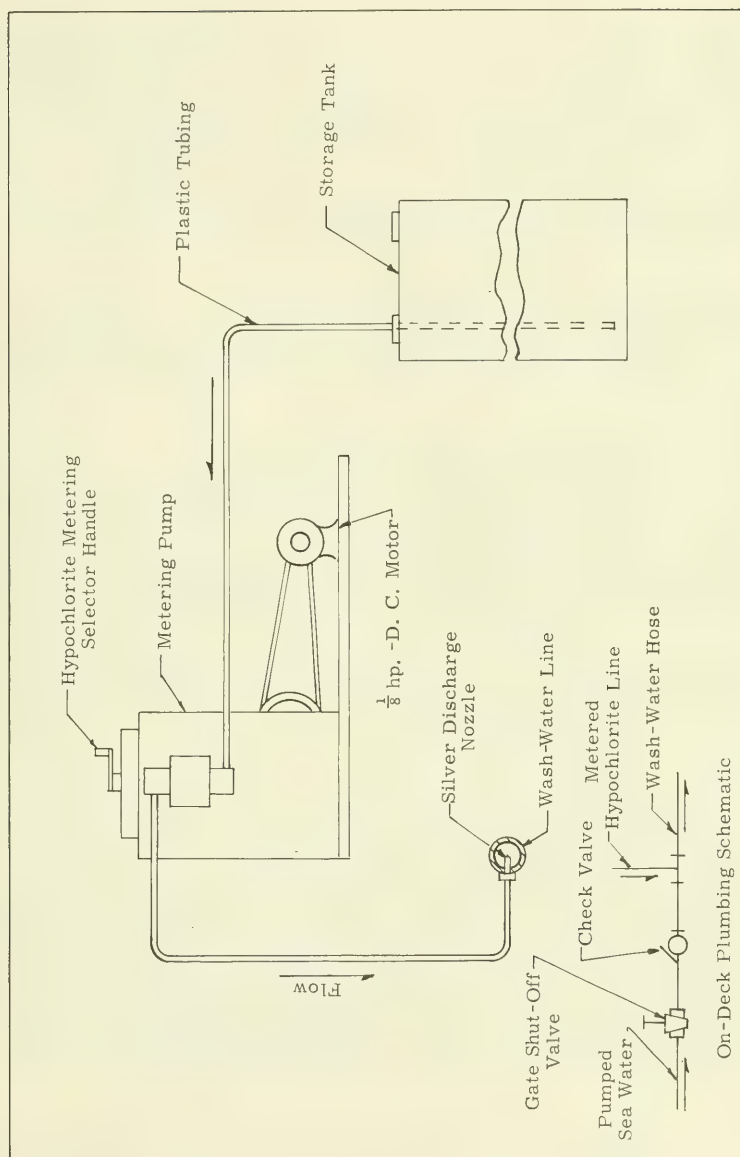 Hypochlorite Metering
Selector Handle
Metering Pump
Plastic Tubing
Storage Tank
1/8 hp. -D. C. Motor
Flow
Silver Discharge
Nozzle
Wash-Water Line
Gate Shut-Off
Valve
Pumped
Sea Water
Check Valve
Metered
Hypochlorite Line
Wash-Water Hose
On-Deck Plumbing Schematic